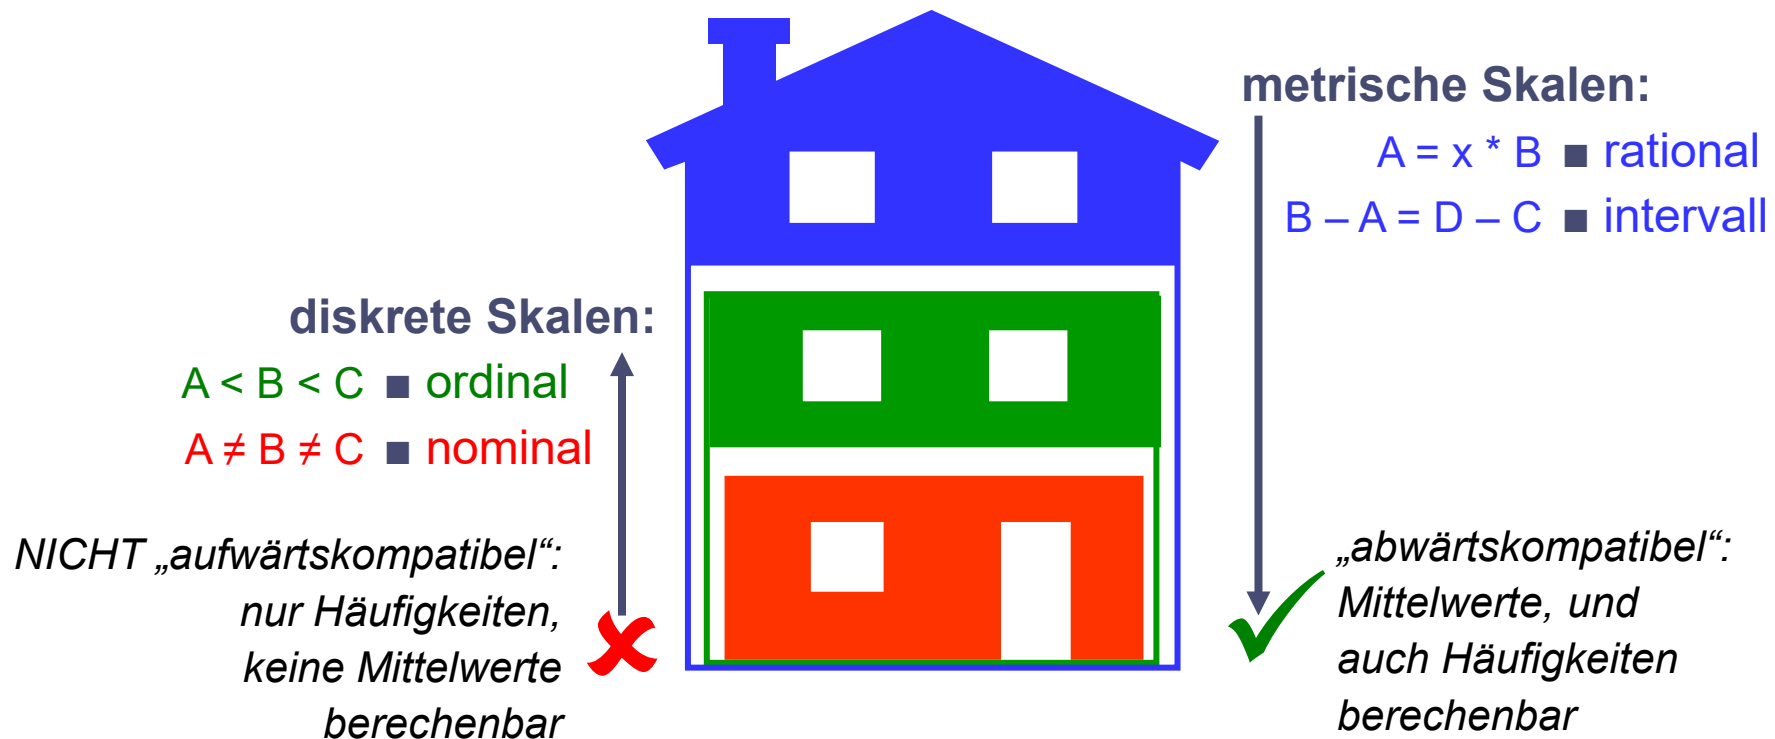 metrische Skalen:
A = x * B ■ rational
B – A = D – C ■ intervall
diskrete Skalen:
A < B < C ■ ordinal
A ≠ B ≠ C ■ nominal
NICHT „aufwärtskompatibel“:
nur Häufigkeiten,
keine Mittelwerte
berechenbar
„abwärtskompatibel“:
Mittelwerte, und
auch Häufigkeiten
berechenbar